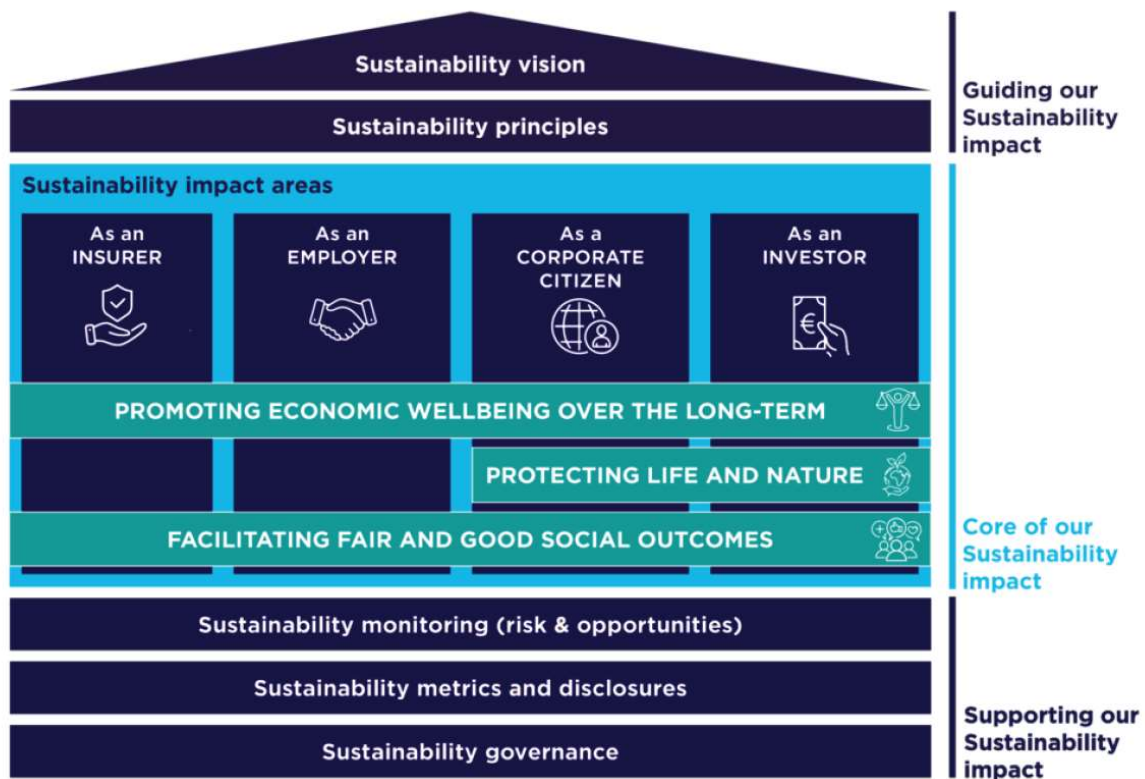 Sustainability vision
Sustainability principles
Guiding our
Sustainability
impact
Sustainability impact areas
As an
INSURER
As an
EMPLOYER
As a
CORPORATE
CITIZEN
As an
INVESTOR
€
PROMOTING ECONOMIC WELLBEING OVER THE LONG-TERM
PROTECTING LIFE AND NATURE
FACILITATING FAIR AND GOOD SOCIAL OUTCOMES
Core of our
Sustainability
impact
Sustainability monitoring (risk & opportunities)
Sustainability metrics and disclosures
Sustainability governance
Supporting our
Sustainability
impact